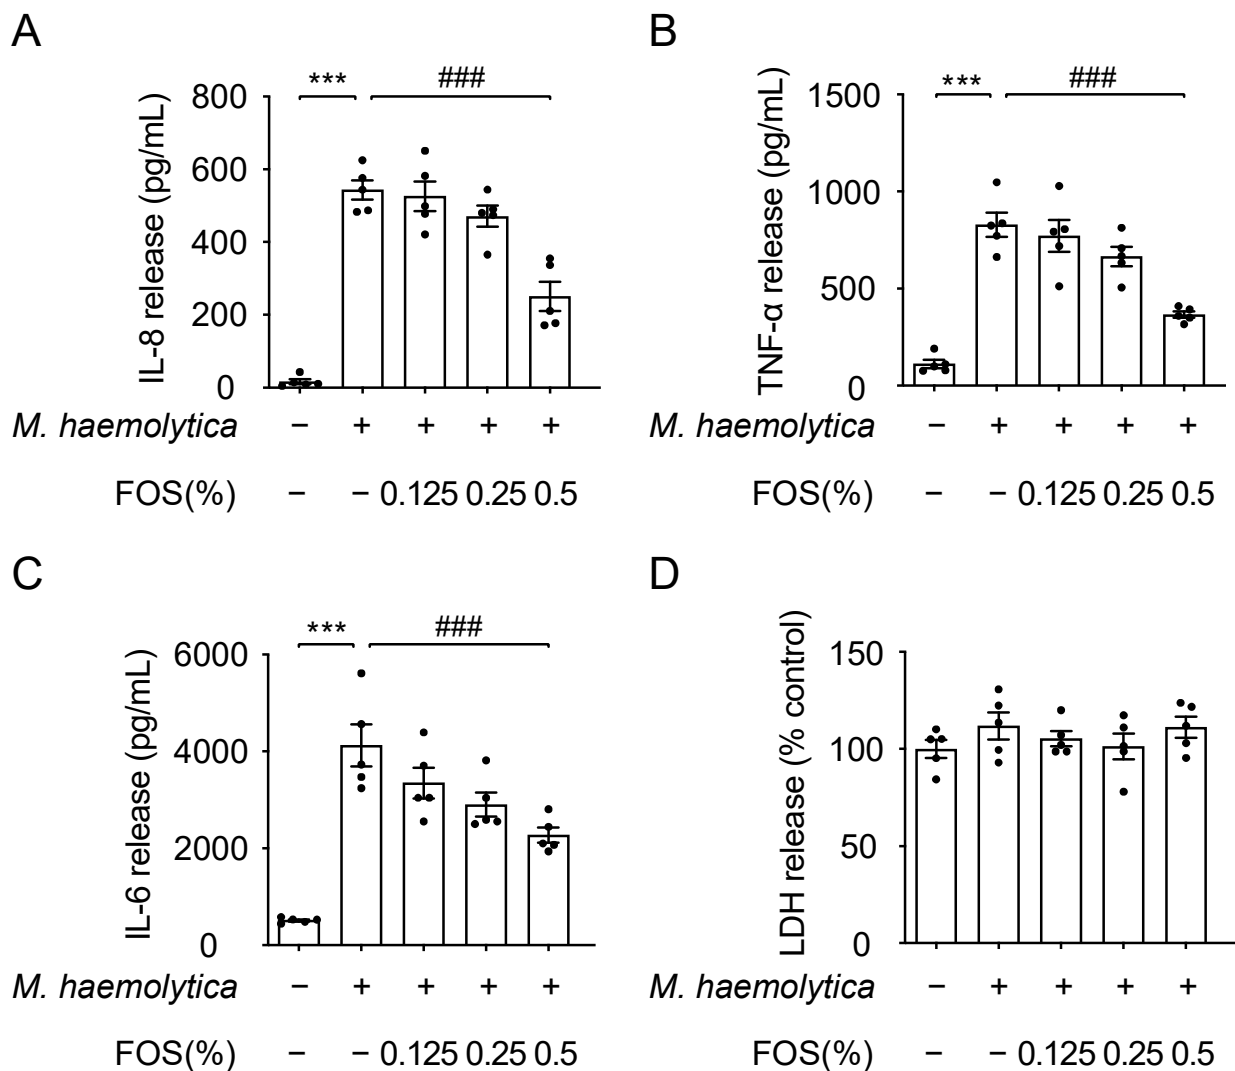 A
IL-8 release (pg/mL)
*** ###
800
600
400
200
0
M. haemolytica − + + + +
FOS(%) − − 0.125 0.25 0.5
B
TNF-α release (pg/mL)
*** ###
1500
1000
500
0
M. haemolytica − + + + +
FOS(%) − − 0.125 0.25 0.5
C
IL-6 release (pg/mL)
*** ###
6000
4000
2000
0
M. haemolytica − + + + +
FOS(%) − − 0.125 0.25 0.5
D
LDH release (% control)
150
100
50
0
M. haemolytica − + + + +
FOS(%) − − 0.125 0.25 0.5